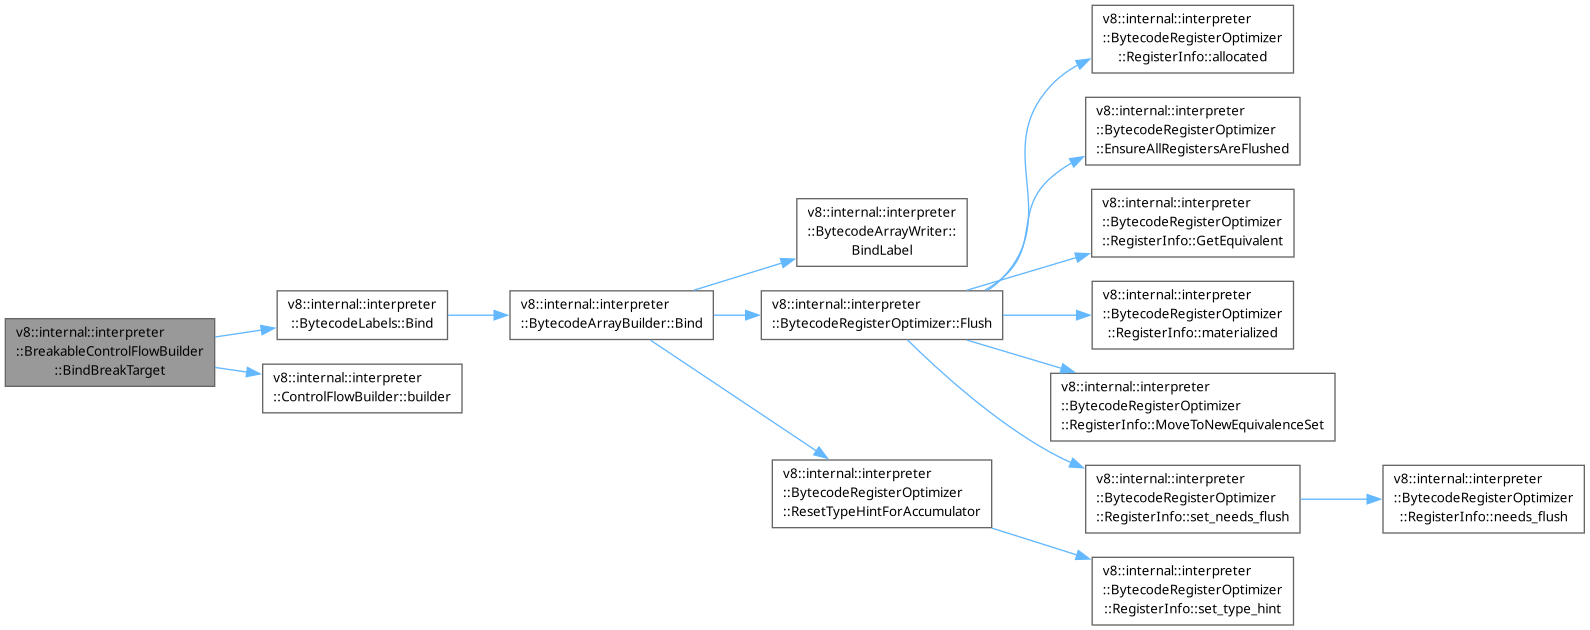 v8::internal::interpreter
::BreakableControlFlowBuilder
::BindBreakTarget
v8::internal::interpreter
::BytecodeLabels::Bind
v8::internal::interpreter
::ControlFlowBuilder::builder
v8::internal::interpreter
::BytecodeArrayBuilder::Bind
v8::internal::interpreter
::BytecodeArrayWriter::
BindLabel
v8::internal::interpreter
::BytecodeRegisterOptimizer::Flush
v8::internal::interpreter
::BytecodeRegisterOptimizer
::ResetTypeHintForAccumulator
v8::internal::interpreter
::BytecodeRegisterOptimizer
::RegisterInfo::allocated
v8::internal::interpreter
::BytecodeRegisterOptimizer
::EnsureAllRegistersAreFlushed
v8::internal::interpreter
::BytecodeRegisterOptimizer
::RegisterInfo::GetEquivalent
v8::internal::interpreter
::BytecodeRegisterOptimizer
::RegisterInfo::materialized
v8::internal::interpreter
::BytecodeRegisterOptimizer
::RegisterInfo::MoveToNewEquivalenceSet
v8::internal::interpreter
::BytecodeRegisterOptimizer
::RegisterInfo::set_needs_flush
v8::internal::interpreter
::BytecodeRegisterOptimizer
::RegisterInfo::needs_flush
v8::internal::interpreter
::BytecodeRegisterOptimizer
::RegisterInfo::set_type_hint